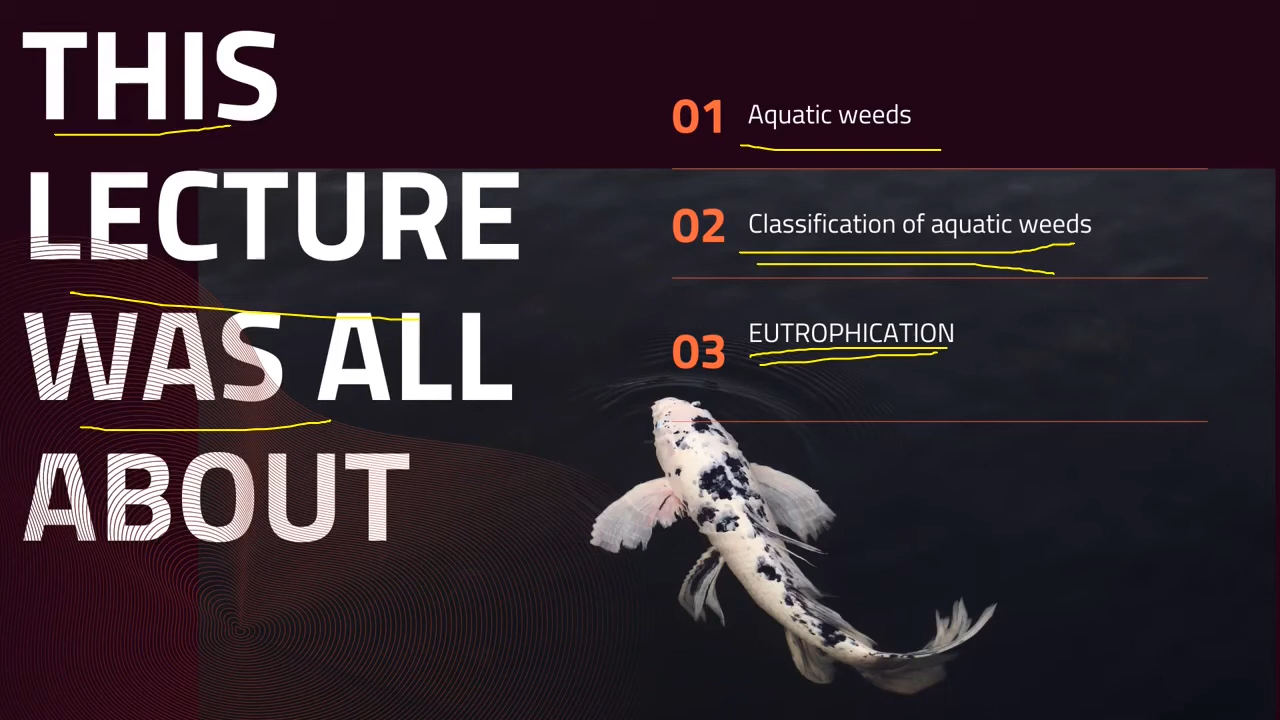 THIS
LECTURE
WAS ALL
ABOUT
01 Aquatic weeds
02 Classification of aquatic weeds
03 EUTROPHICATION